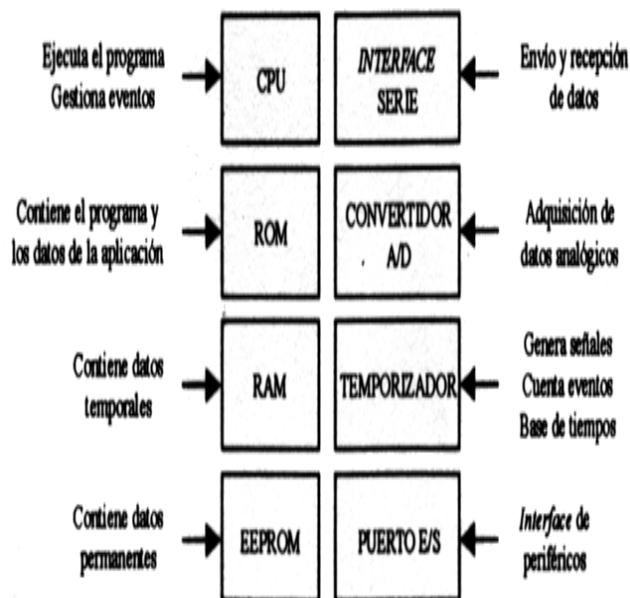 Ejecuta el programa
Gestiona eventos
CPU
INTERFACE
SERIE
Envío y recepción
de datos
Contiene el programa y
los datos de la aplicación
ROM
CONVERTIDOR
A/D
Adquisición de
datos analógicos
Contiene datos
temporales
RAM
TEMPORIZADOR
Genera señales
Cuenta eventos
Base de tiempos
Contiene datos
permanentes
EEPROM
PUERTO E/S
Interface de
periféricos